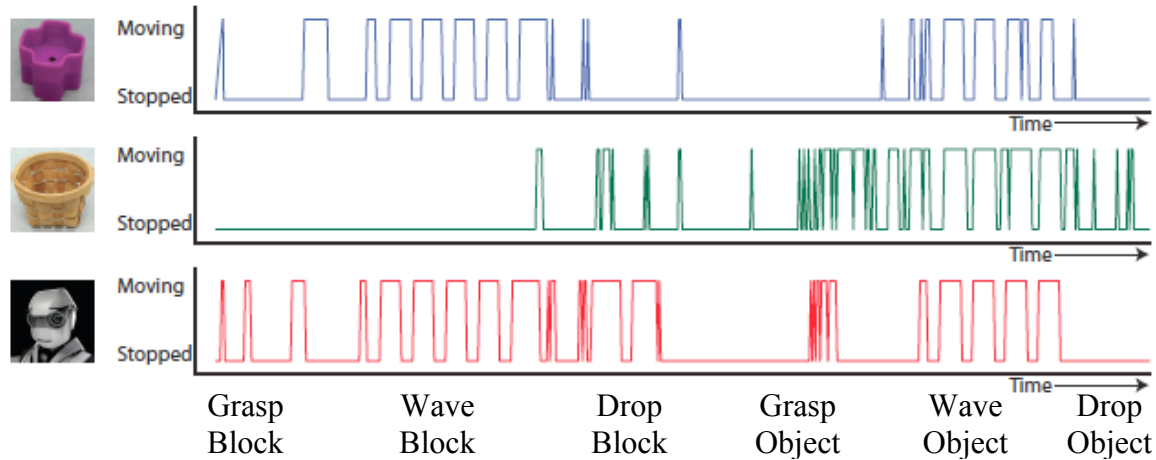 Moving
Stopped
Time
Moving
Stopped
Time
Moving
Stopped
Time
Grasp Wave Drop Grasp Wave Drop
Block Block Block Object Object Object